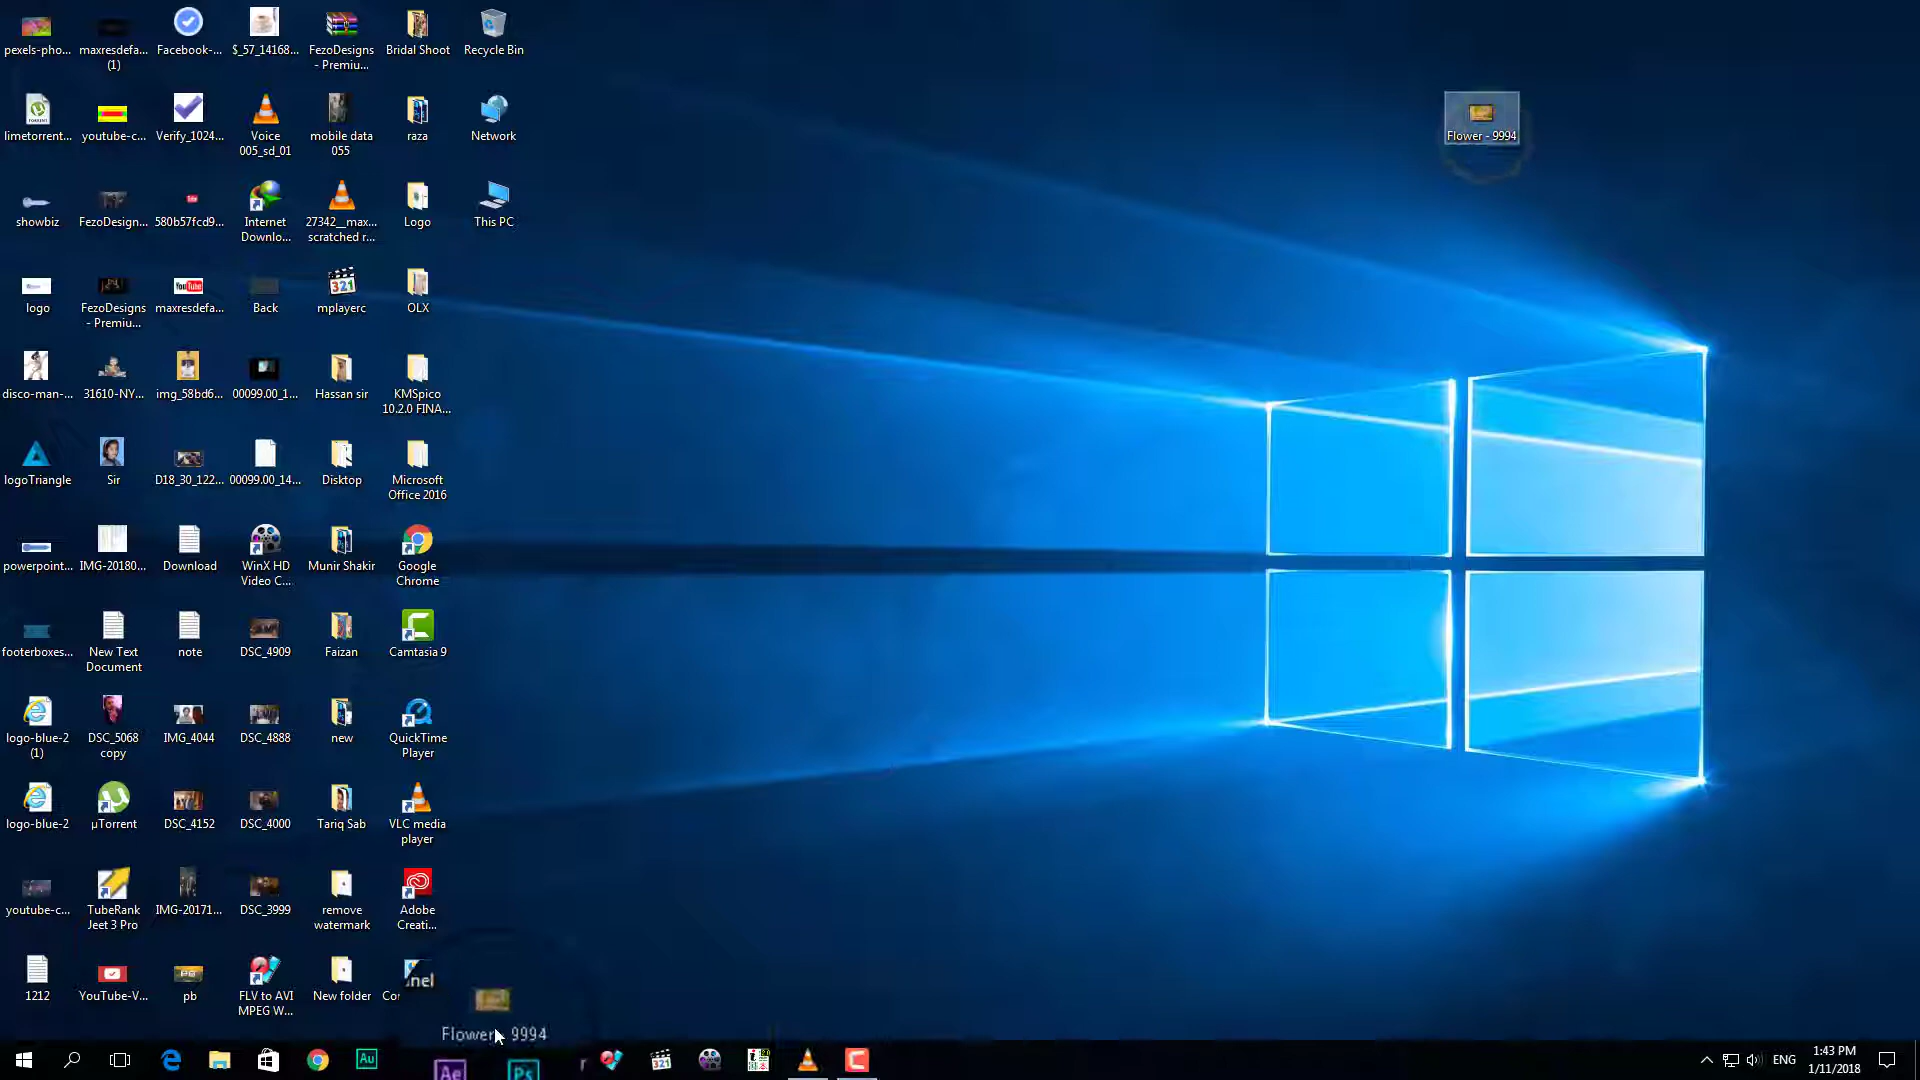 pexels-pho...
maxresdefa...
(1)
Facebook-...
$_57_14168...
FezoDesigns
- Premiu...
Bridal Shoot
Recycle Bin
Flower - 9994
limetorrent...
youtube-c...
Verify_1024...
Voice
005_sd_01
mobile data
055
raza
Network
showbiz
FezoDesign...
580b57fcd9...
Internet
Downlo...
27342__max...
scratched r...
Logo
This PC
logo
FezoDesigns
- Premiu...
maxresdefa...
Back
mplayerc
OLX
disco-man-...
31610-NY...
img_58bd6...
00099.00_1...
Hassan sir
KMSpico
10.2.0 FINA...
logoTriangle
Sir
D18_30_122...
00099.00_14...
Disktop
Microsoft
Office 2016
powerpoint...
IMG-20180...
Download
WinX HD
Video C...
Munir Shakir
Google
Chrome
footerboxes...
New Text
Document
note
DSC_4909
Faizan
Camtasia 9
logo-blue-2
(1)
DSC_5068
copy
IMG_4044
DSC_4888
new
QuickTime
Player
logo-blue-2
µTorrent
DSC_4152
DSC_4000
Tariq Sab
VLC media
player
youtube-c...
TubeRank
Jeet 3 Pro
IMG-20171...
DSC_3999
remove
watermark
Adobe
Creati...
1212
YouTube-V...
pb
FLV to AVI
MPEG W...
New folder
Flower - 9994
Au
Ae
Ps
321
ENG
1:43 PM
1/11/2018